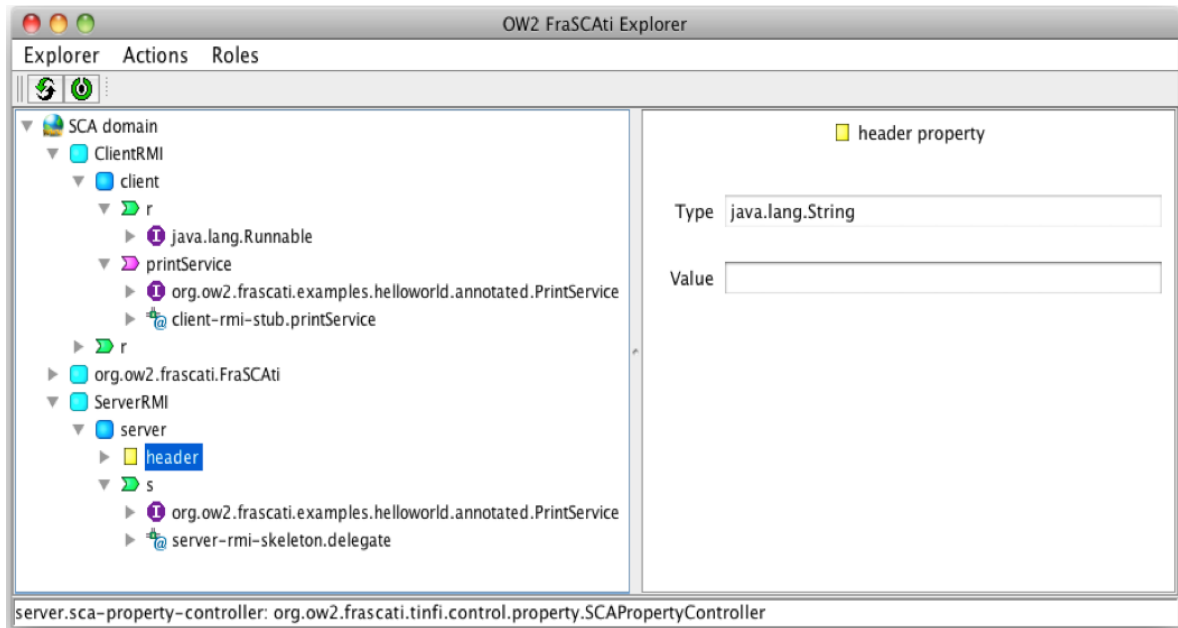 OW2 FraSCAti Explorer
Explorer Actions Roles
SCA domain
ClientRMI
client
r
java.lang.Runnable
printService
org.ow2.frascati.examples.helloworld.annotated.PrintService
client-rmi-stub.printService
r
org.ow2.frascati.FraSCAti
ServerRMI
server
header
s
org.ow2.frascati.examples.helloworld.annotated.PrintService
server-rmi-skeleton.delegate
header property
Type java.lang.String
Value
server.sca-property-controller: org.ow2.frascati.tinfi.control.property.SCAPropertyController